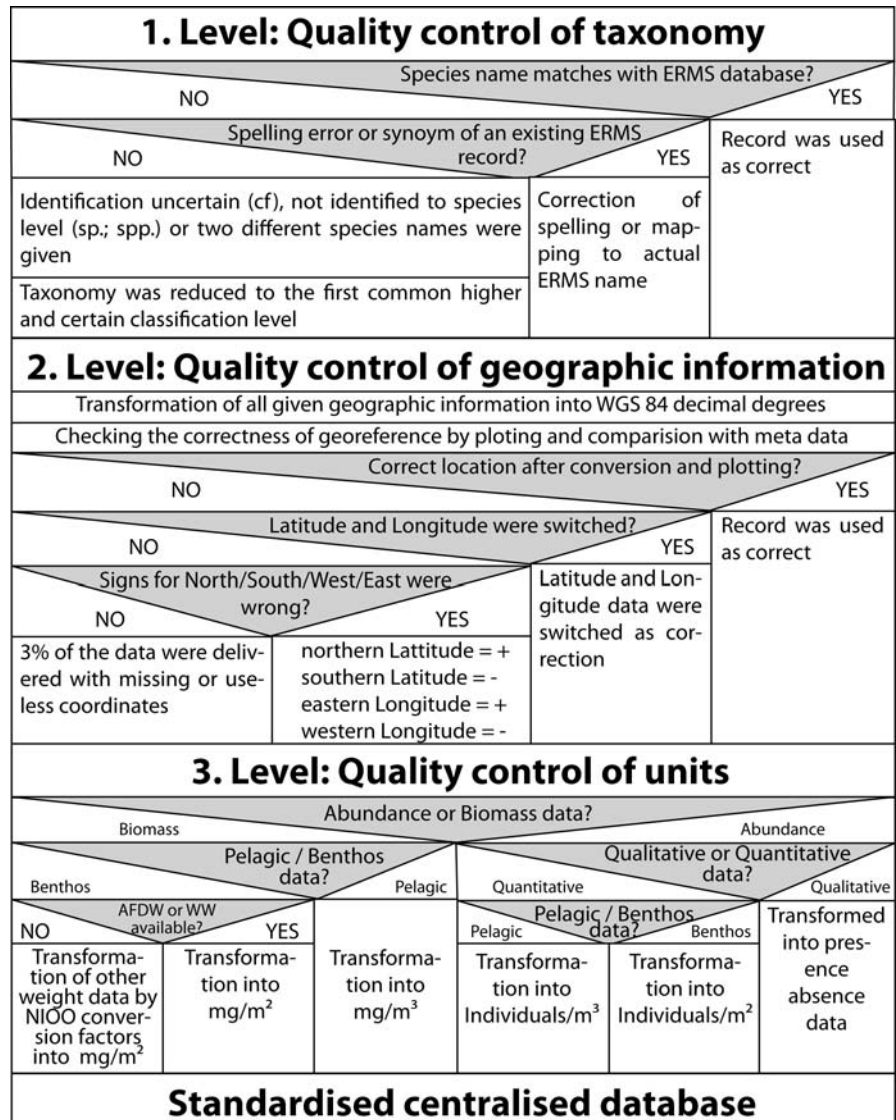 1. Level: Quality control of taxonomy
Species name matches with ERMS database?
NO
YES
Spelling error or synoym of an existing ERMS
record?
NO
YES
Record was used
as correct
Identification uncertain (cf), not identified to species
level (sp.; spp.) or two different species names were
given
Correction of
spelling or map-
ping to actual
ERMS name
Taxonomy was reduced to the first common higher
and certain classification level
2. Level: Quality control of geographic information
Transformation of all given geographic information into WGS 84 decimal degrees
Checking the correctness of georeference by ploting and comparision with meta data
Correct location after conversion and plotting?
NO
YES
Latitude and Longitude were switched?
NO
YES
Record was used
as correct
Signs for North/South/West/East were
wrong?
NO
YES
Latitude and Lon-
gitude data were
switched as cor-
rection
3% of the data were deliv-
ered with missing or use-
less coordinates
northern Lattitude = +
southern Latitude = -
eastern Longitude = +
western Longitude = -
3. Level: Quality control of units
Abundance or Biomass data?
Biomass
Abundance
Pelagic / Benthos
data?
Benthos
Pelagic
Qualitative or Quantitative
data?
Quantitative
Qualitative
AFDW or WW
available?
NO
YES
Pelagic / Benthos
data?
Pelagic
Benthos
Transforma-
tion of other
weight data by
NIOO conver-
sion factors
into mg/m²
Transforma-
tion into
mg/m²
Transforma-
tion into
mg/m³
Transforma-
tion into
Individuals/m³
Transforma-
tion into
Individuals/m²
Transformed
into pres-
ence
absence
data
Standardised centralised database